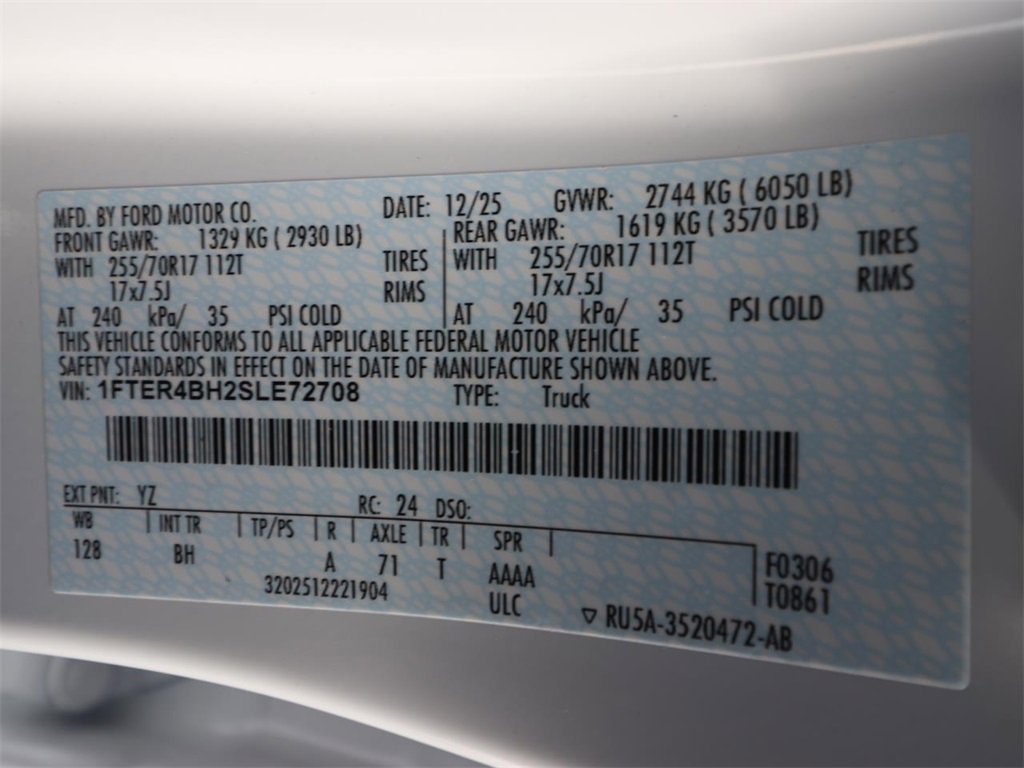 MFD. BY FORD MOTOR CO. DATE: 12/25 GVWR: 2744 KG ( 6050 LB)
FRONT GAWR: 1329 KG ( 2930 LB) REAR GAWR: 1619 KG ( 3570 LB)
WITH 255/70R17 112T TIRES WITH 255/70R17 112T TIRES
17x7.5J RIMS 17x7.5J RIMS
AT 240 kPa/ 35 PSI COLD AT 240 kPa/ 35 PSI COLD
THIS VEHICLE CONFORMS TO ALL APPLICABLE FEDERAL MOTOR VEHICLE
SAFETY STANDARDS IN EFFECT ON THE DATE OF MANUFACTURE SHOWN ABOVE.
VIN: 1FTER4BH2SLE72708 TYPE: Truck
EXT PNT: YZ RC: 24 DSO:
WB INT TR TP/PS R AXLE TR SPR
128 BH A 71 T AAAA F0306
3202512221904 ULC T0861
▽ RU5A-3520472-AB